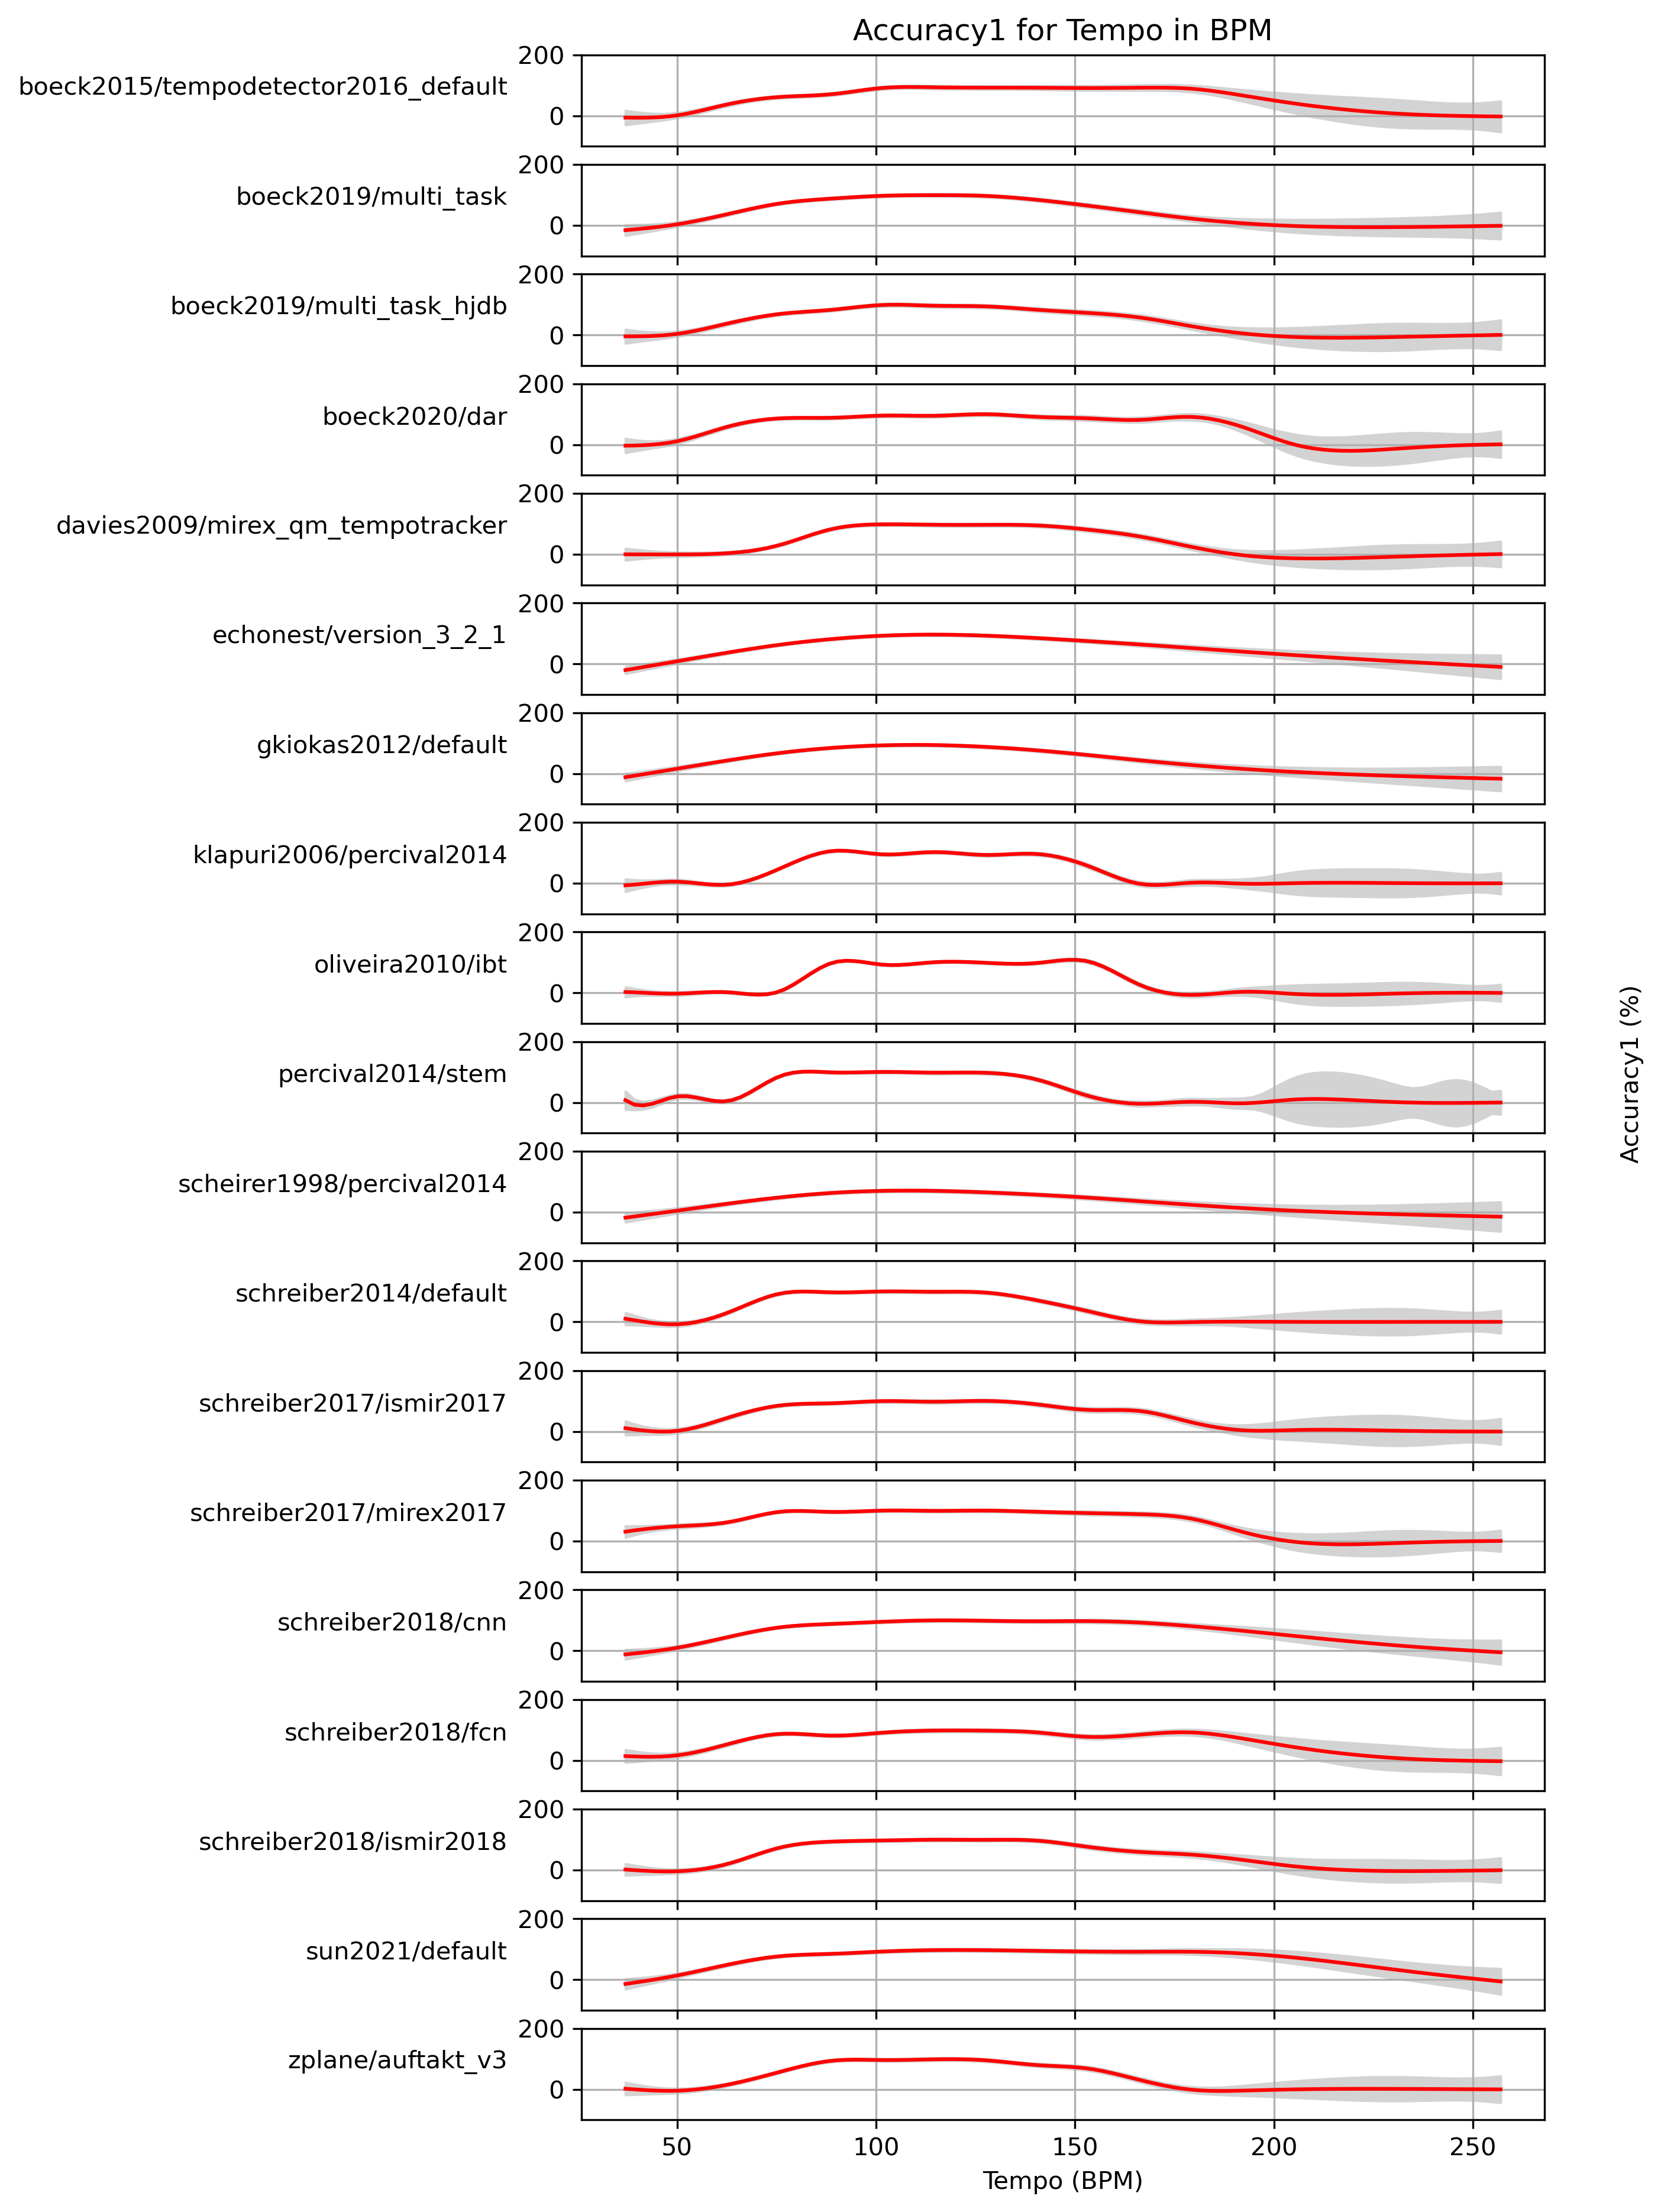 Accuracy1 for Tempo in BPM
boeck2015/tempodetector2016_default
200
0
boeck2019/multi_task
200
0
boeck2019/multi_task_hjdb
200
0
boeck2020/dar
200
0
davies2009/mirex_qm_tempotracker
200
0
echonest/version_3_2_1
200
0
gkiokas2012/default
200
0
klapuri2006/percival2014
200
0
oliveira2010/ibt
200
0
percival2014/stem
200
0
scheirer1998/percival2014
200
0
schreiber2014/default
200
0
schreiber2017/ismir2017
200
0
schreiber2017/mirex2017
200
0
schreiber2018/cnn
200
0
schreiber2018/fcn
200
0
schreiber2018/ismir2018
200
0
sun2021/default
200
0
zplane/auftakt_v3
200
0
50 100 150 200 250
Tempo (BPM)
Accuracy1 (%)